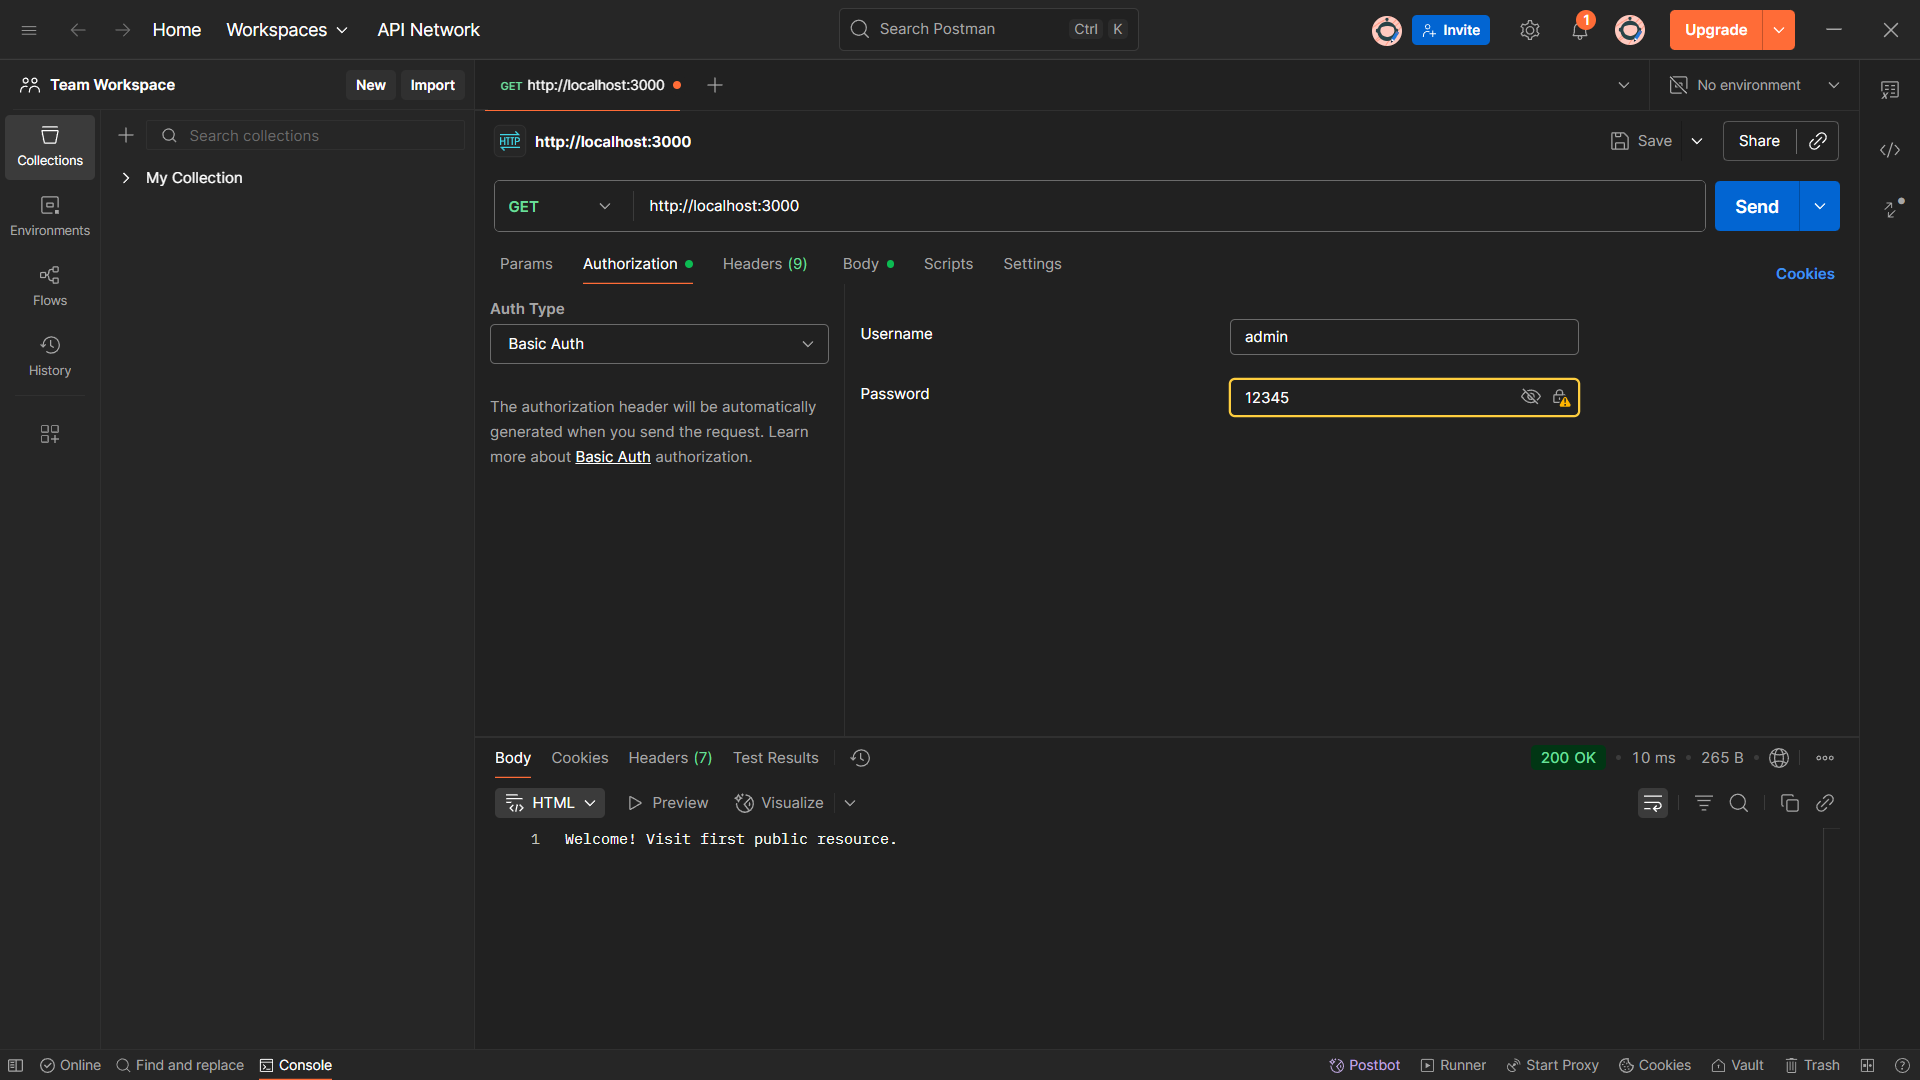 Home Workspaces API Network Search Postman Ctrl K Invite 1 Upgrade
Team Workspace New Import GET http://localhost:3000 No environment
Collections
Environments
Flows
History
Search collections
My Collection
HTTP http://localhost:3000 Save Share
GET http://localhost:3000 Send
Params Authorization Headers (9) Body Scripts Settings Cookies
Auth Type
Basic Auth
The authorization header will be automatically
generated when you send the request. Learn
more about Basic Auth authorization.
Username admin
Password 12345
Body Cookies Headers (7) Test Results 200 OK • 10 ms • 265 B •
HTML Preview Visualize
1 Welcome! Visit first public resource.
Online Find and replace Console Postbot Runner Start Proxy Cookies Vault Trash